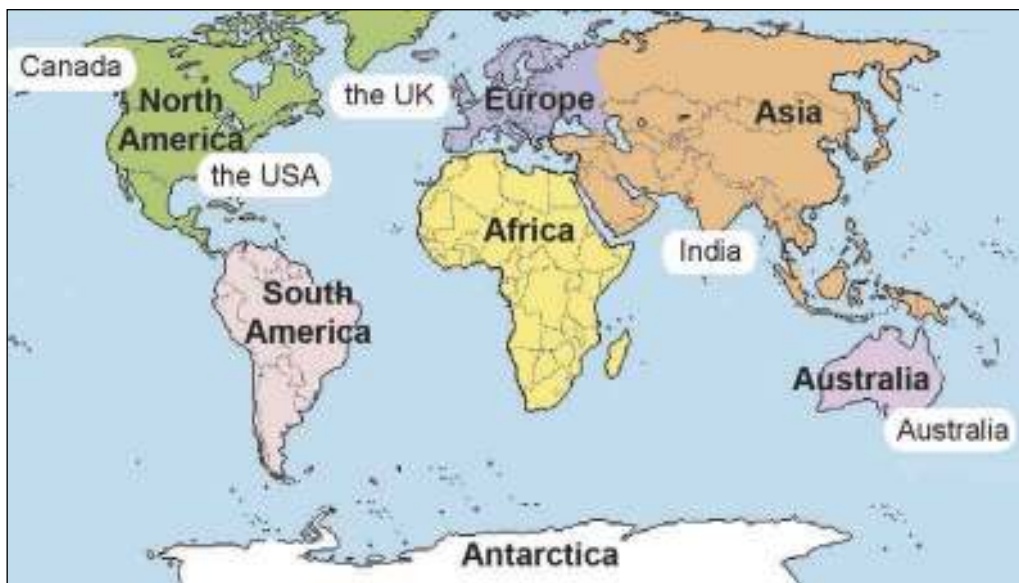 Canada
North
America
the UK
Europe
Asia
the USA
Africa
India
South
America
Australia
Australia
Antarctica